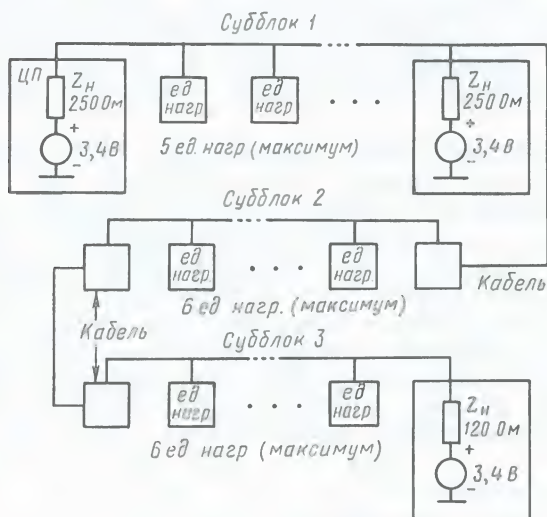 Субблок 1
ЦП
Zн
250 Ом
+
3,4 В
−
ед
нагр
ед
нагр
. . .
5 ед. нагр (максимум)
Zн
250 Ом
+
3,4 В
−
Субблок 2
ед
нагр
. . .
ед
нагр
Кабель
6 ед нагр. (максимум)
Кабель
Субблок 3
ед
нагр
. . .
ед
нагр
6 ед нагр (максимум)
Zн
120 Ом
+
3,4 В
−